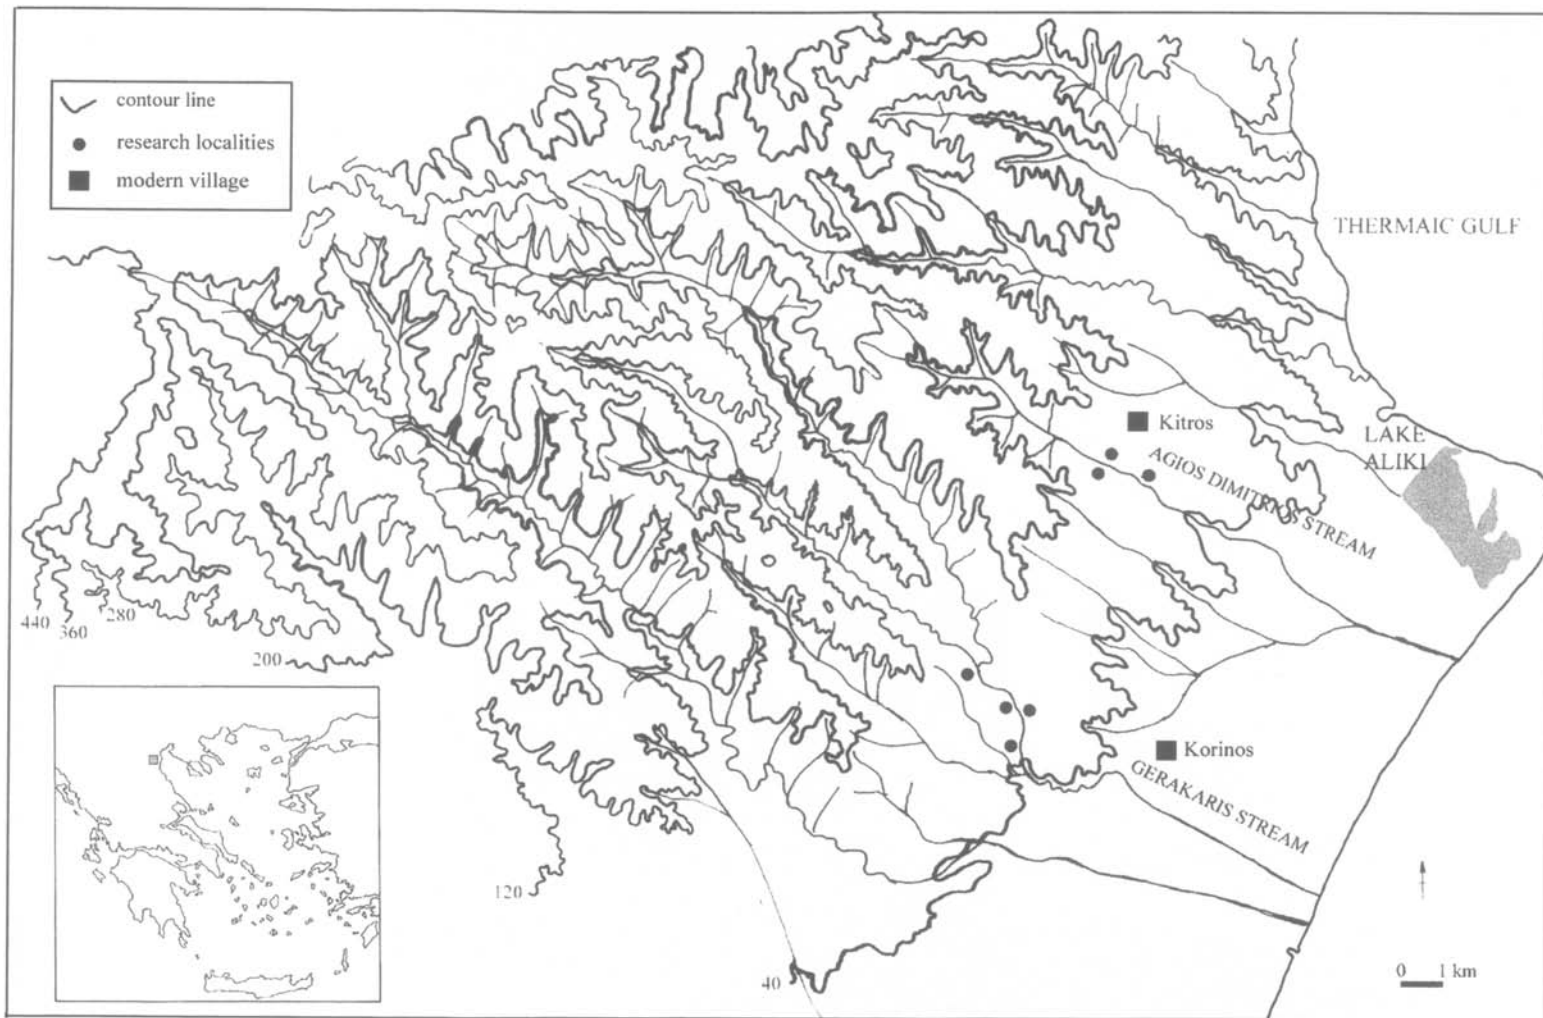 contour line
research localities
modern village
THERMAIC GULF
Kitros
LAKE
ALIKI
AGIOS DIMITRIOS STREAM
440
360
280
200
Korinos
GERAKARIS STREAM
120
40
0 1 km